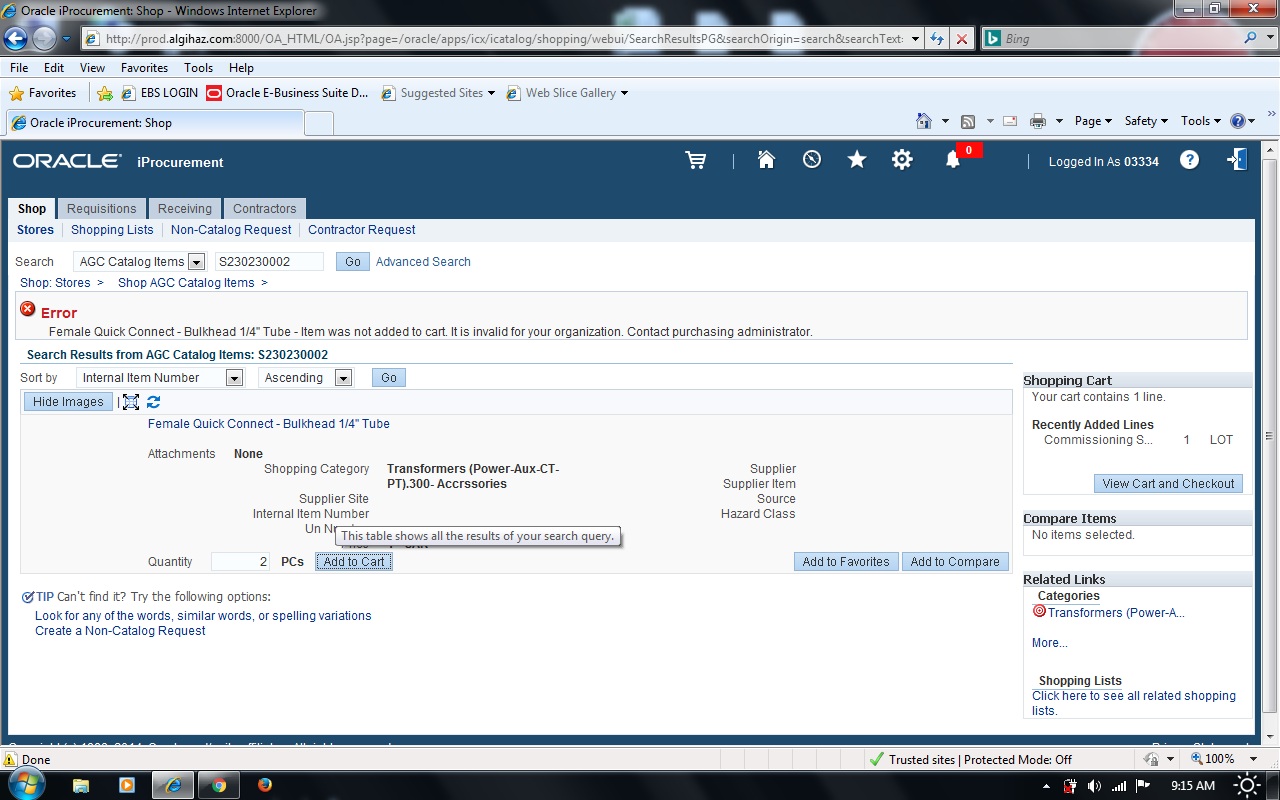 Oracle iProcurement: Shop - Windows Internet Explorer
http://prod.algihaz.com:8000/OA_HTML/OA.jsp?page=/oracle/apps/icx/icatalog/shopping/webui/SearchResultsPG&searchOrigin=search&searchText=
Bing
File Edit View Favorites Tools Help
Favorites EBS LOGIN Oracle E-Business Suite D... Suggested Sites Web Slice Gallery
Oracle iProcurement: Shop
Page Safety Tools
ORACLE iProcurement
0
Logged In As 03334
Shop Requisitions Receiving Contractors
Stores Shopping Lists Non-Catalog Request Contractor Request
Search AGC Catalog Items S230230002 Go Advanced Search
Shop: Stores > Shop AGC Catalog Items >
Error
Female Quick Connect - Bulkhead 1/4" Tube - Item was not added to cart. It is invalid for your organization. Contact purchasing administrator.
Search Results from AGC Catalog Items: S230230002
Sort by Internal Item Number Ascending Go
Hide Images
Female Quick Connect - Bulkhead 1/4" Tube
Attachments None
Shopping Category Transformers (Power-Aux-CT-
PT).300- Accrssories
Supplier Site
Internal Item Number
Un
Supplier
Supplier Item
Source
Hazard Class
This table shows all the results of your search query.
Quantity 2 PCs Add to Cart Add to Favorites Add to Compare
TIP Can't find it? Try the following options:
Look for any of the words, similar words, or spelling variations
Create a Non-Catalog Request
Shopping Cart
Your cart contains 1 line.
Recently Added Lines
Commissioning S... 1 LOT
View Cart and Checkout
Compare Items
No items selected.
Related Links
Categories
Transformers (Power-A...
More...
Shopping Lists
Click here to see all related shopping
lists.
Done
Trusted sites | Protected Mode: Off
100%
9:15 AM